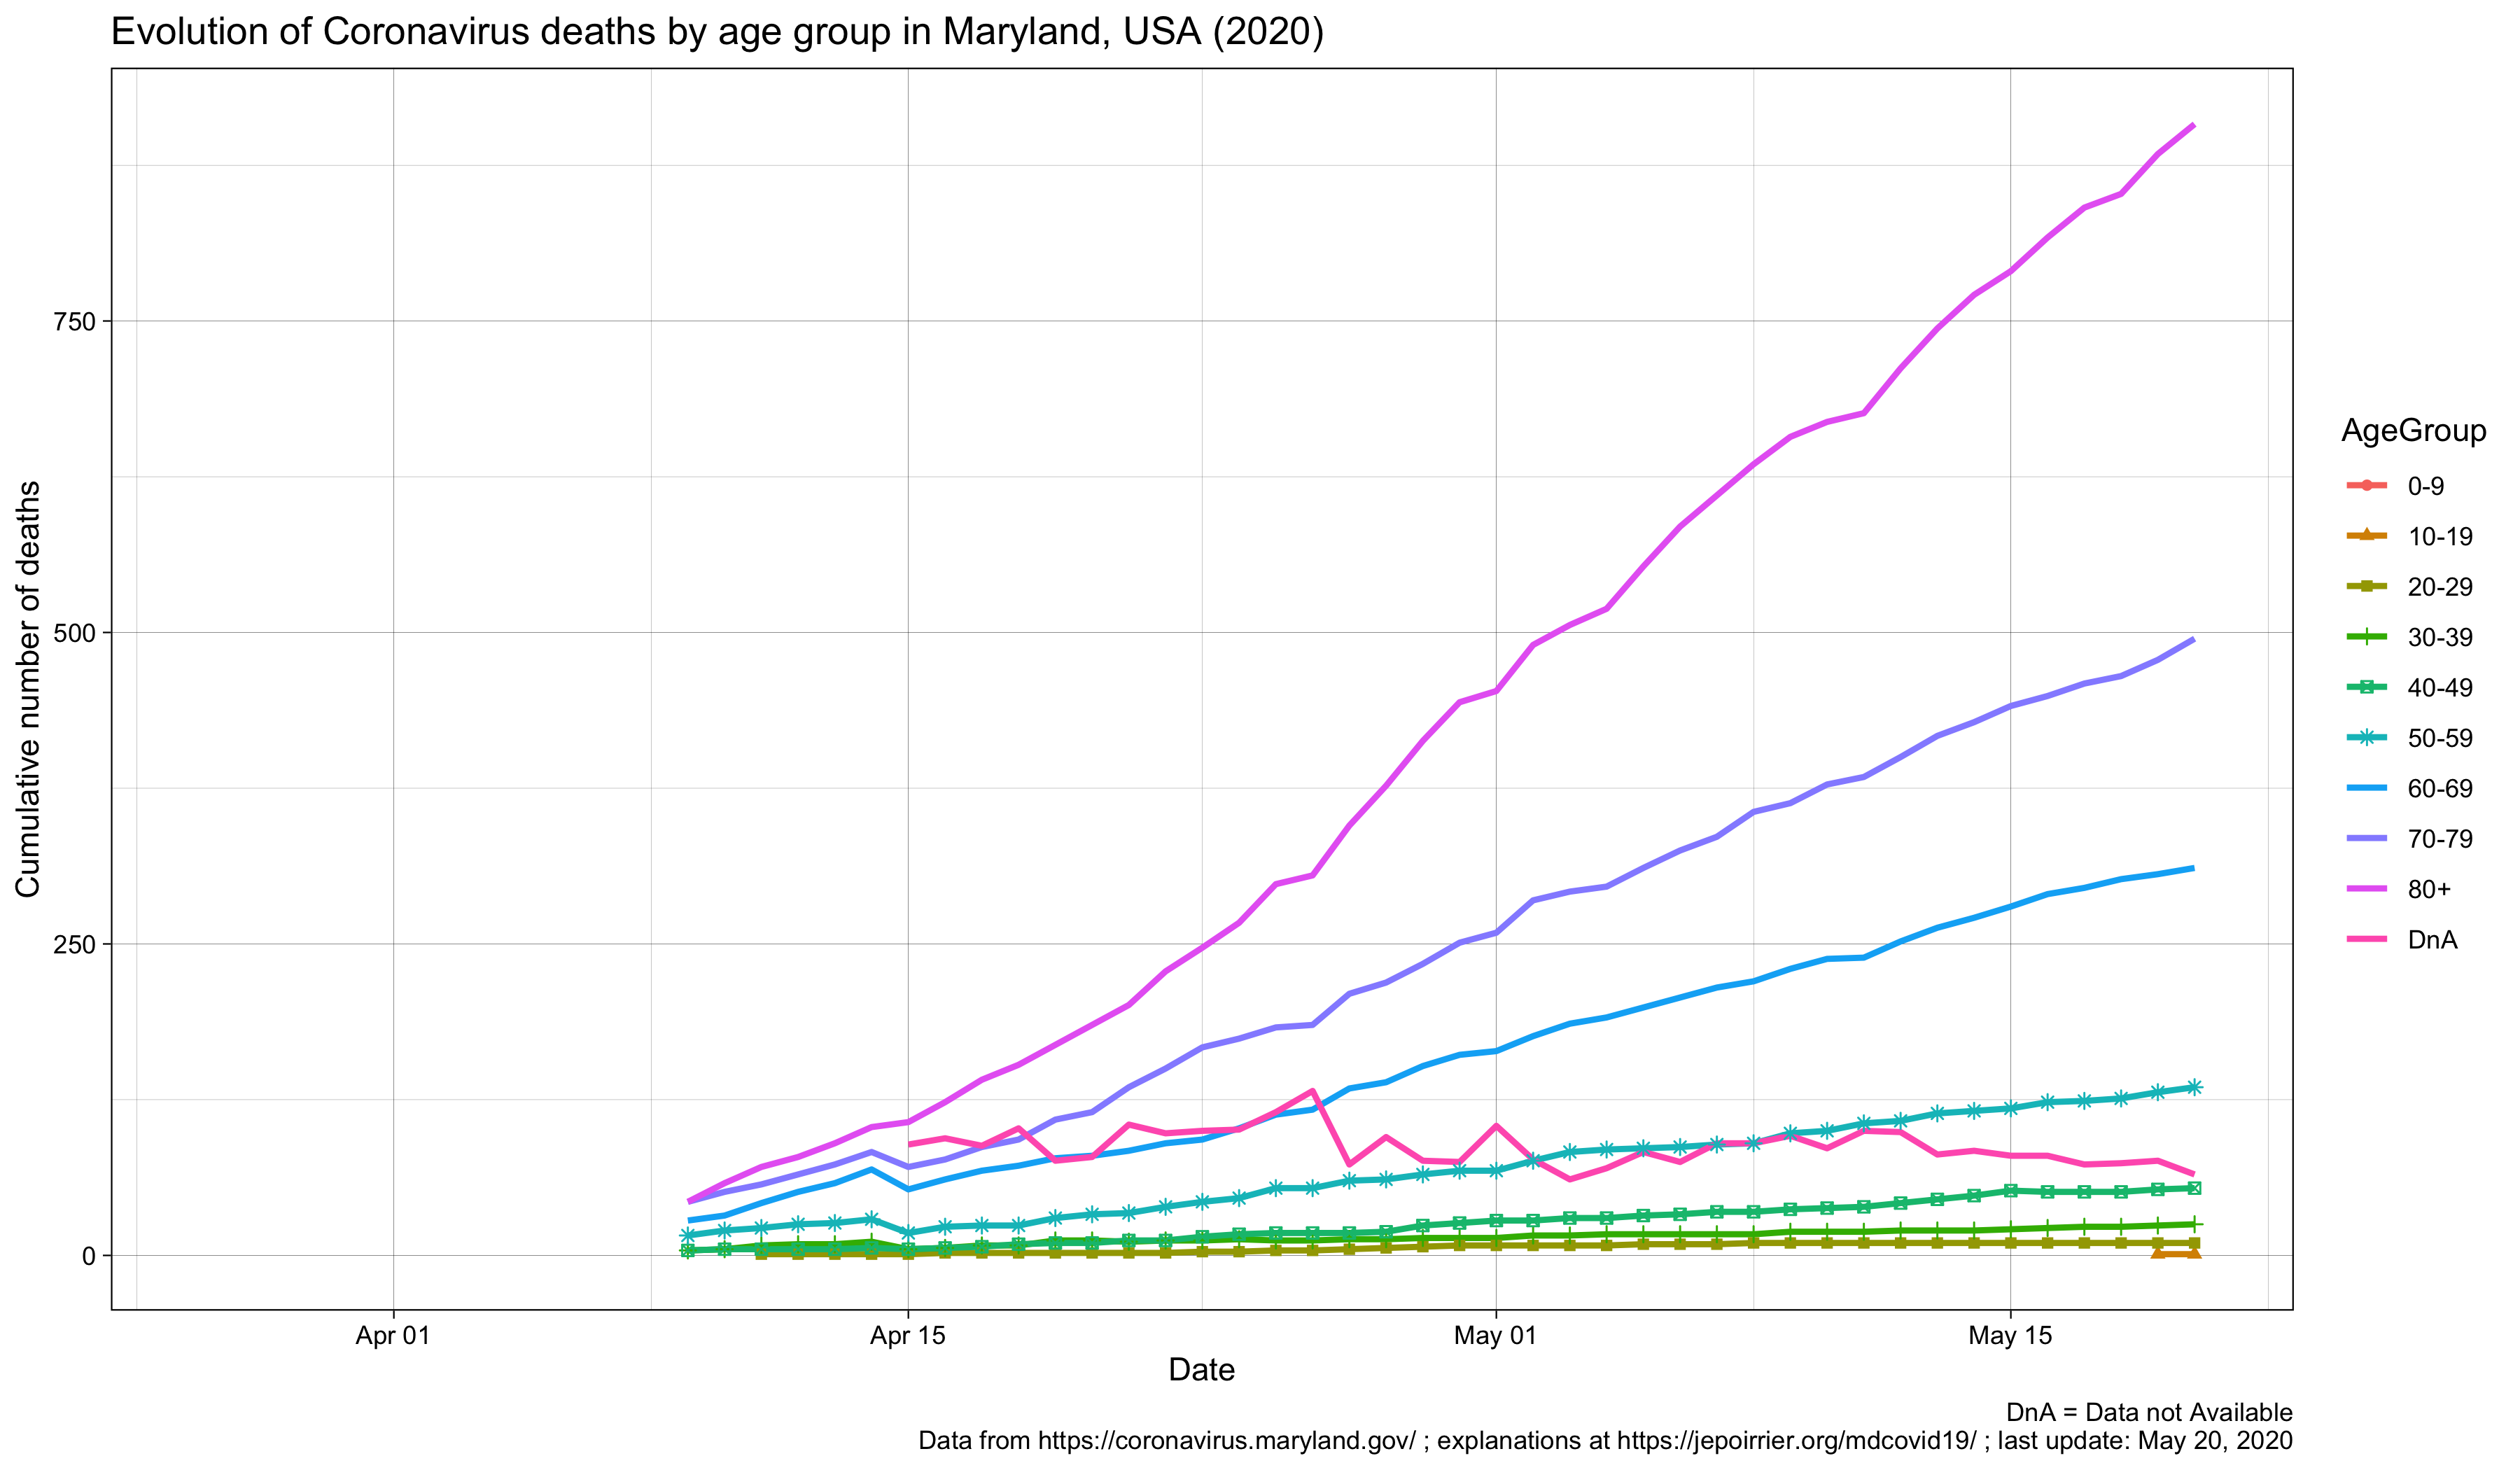 Evolution of Coronavirus deaths by age group in Maryland, USA (2020)
Cumulative number of deaths
750
500
250
0
Apr 01
Apr 15
May 01
May 15
Date
AgeGroup
0-9
10-19
20-29
30-39
40-49
50-59
60-69
70-79
80+
DnA
DnA = Data not Available
Data from https://coronavirus.maryland.gov/ ; explanations at https://jepoirrier.org/mdcovid19/ ; last update: May 20, 2020